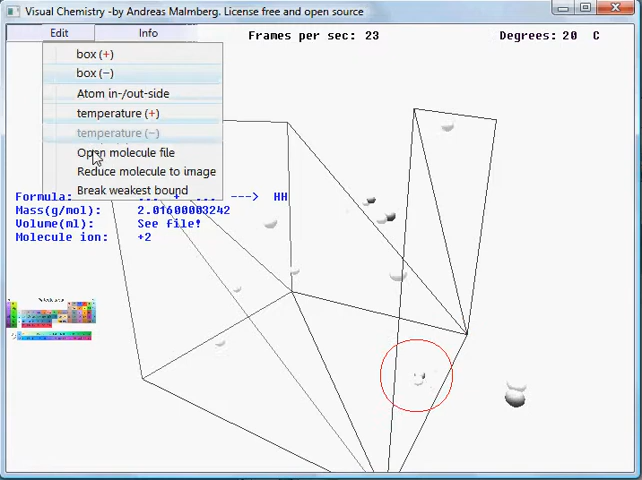 Visual Chemistry -by Andreas Malmberg. License free and open source
Edit Info Frames per sec: 23 Degrees: 20 C
box (+)
box (−)
Atom in-/out-side
temperature (+)
temperature (−)
Open molecule file
Reduce molecule to image
Break weakest bound
Formula: ... + ... ---> HH
Mass(g/mol): 2.01600003242
Volume(ml): See file!
Molecule ion: +2